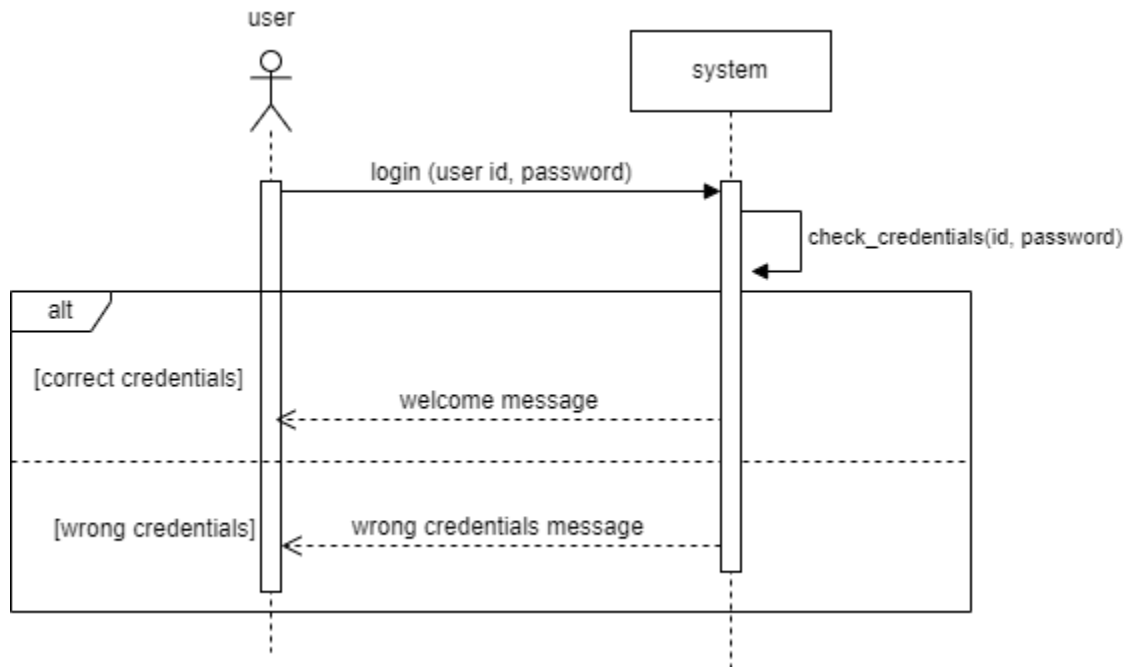 user
system
login (user id, password)
check_credentials(id, password)
alt
[correct credentials]
welcome message
[wrong credentials]
wrong credentials message